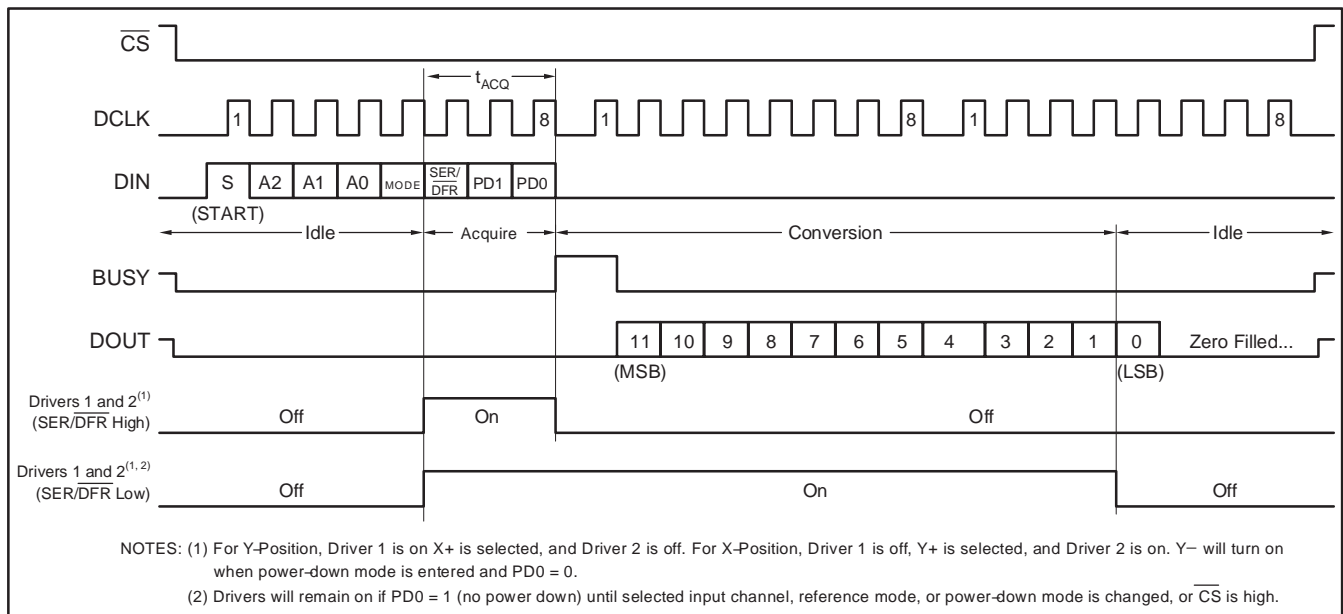 CS
t_ACQ
DCLK 1 8 1 8 1 8
DIN S A2 A1 A0 MODE SER/DFR PD1 PD0
(START)
Idle Acquire Conversion Idle
BUSY
DOUT 11 10 9 8 7 6 5 4 3 2 1 0 Zero Filled...
(MSB) (LSB)
Drivers 1 and 2(1)
(SER/DFR High)
Off On Off
Drivers 1 and 2(1, 2)
(SER/DFR Low)
Off On Off
NOTES: (1) For Y-Position, Driver 1 is on X+ is selected, and Driver 2 is off. For X-Position, Driver 1 is off, Y+ is selected, and Driver 2 is on. Y− will turn on
when power-down mode is entered and PD0 = 0.
(2) Drivers will remain on if PD0 = 1 (no power down) until selected input channel, reference mode, or power-down mode is changed, or CS is high.